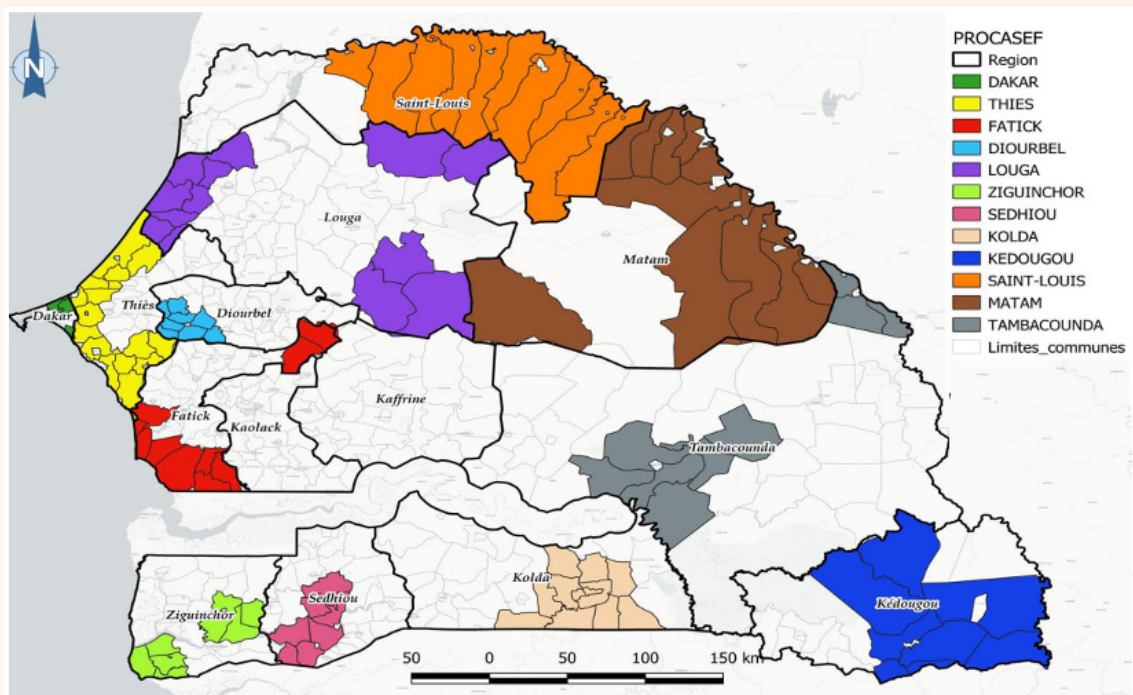 N
PROCASEF
Region
DAKAR
THIES
FATICK
DIOURBEL
LOUGA
ZIGUINCHOR
SEDHIOU
KOLDA
KEDOUGOU
SAINT-LOUIS
MATAM
TAMBACOUNDA
Limites_communes
Saint-Louis
Louga
Matam
Thiès
Dakar
Diourbel
Fatick
Kaolack
Kaffrine
Tambacounda
Kolda
Sédhiou
Ziguinchor
Kédougou
50 0 50 100 150 km